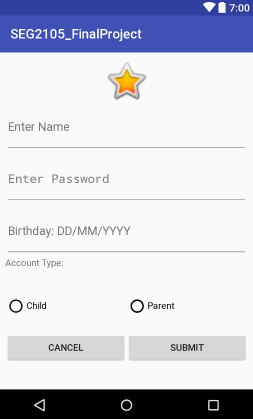 7:00
SEG2105_FinalProject
Enter Name
Enter Password
Birthday: DD/MM/YYYY
Account Type:
Child Parent
CANCEL SUBMIT